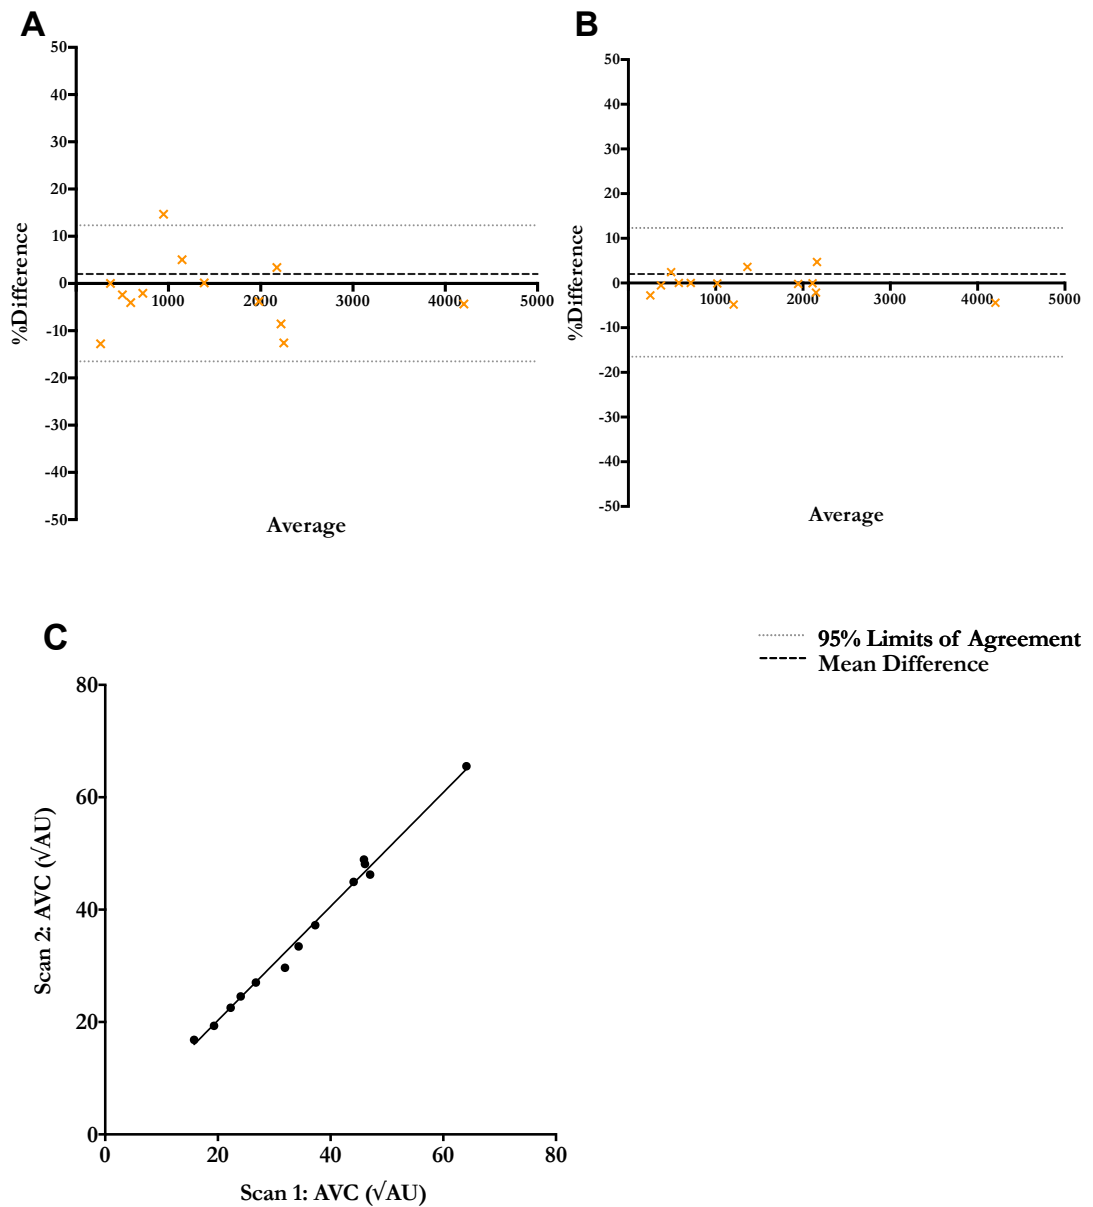 A
50
40
30
20
10
0
-10
-20
-30
-40
-50
%Difference
1000 2000 3000 4000 5000
Average
B
50
40
30
20
10
0
-10
-20
-30
-40
-50
%Difference
1000 2000 3000 4000 5000
Average
95% Limits of Agreement
Mean Difference
C
80
60
40
20
0
Scan 2: AVC (√AU)
0 20 40 60 80
Scan 1: AVC (√AU)